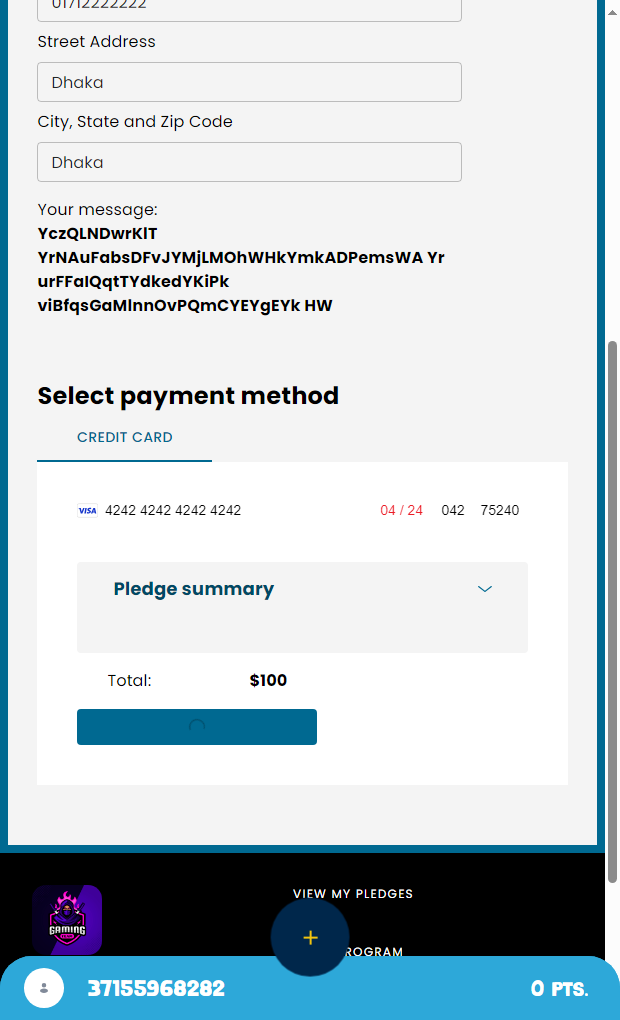 01712222222
Street Address
Dhaka
City, State and Zip Code
Dhaka
Your message:
YczQLNDwrKlT
YrNAuFabsDFvJYMjLMOhWHkYmkADPemsWA Yr
urFFaIQqtTYdkedYKiPk
viBfqsGaMlnnOvPQmCYEYgEYk HW
Select payment method
CREDIT CARD
VISA 4242 4242 4242 4242 04 / 24 042 75240
Pledge summary
Total: $100
VIEW MY PLEDGES
GAMING
37155968282 0 PTS.